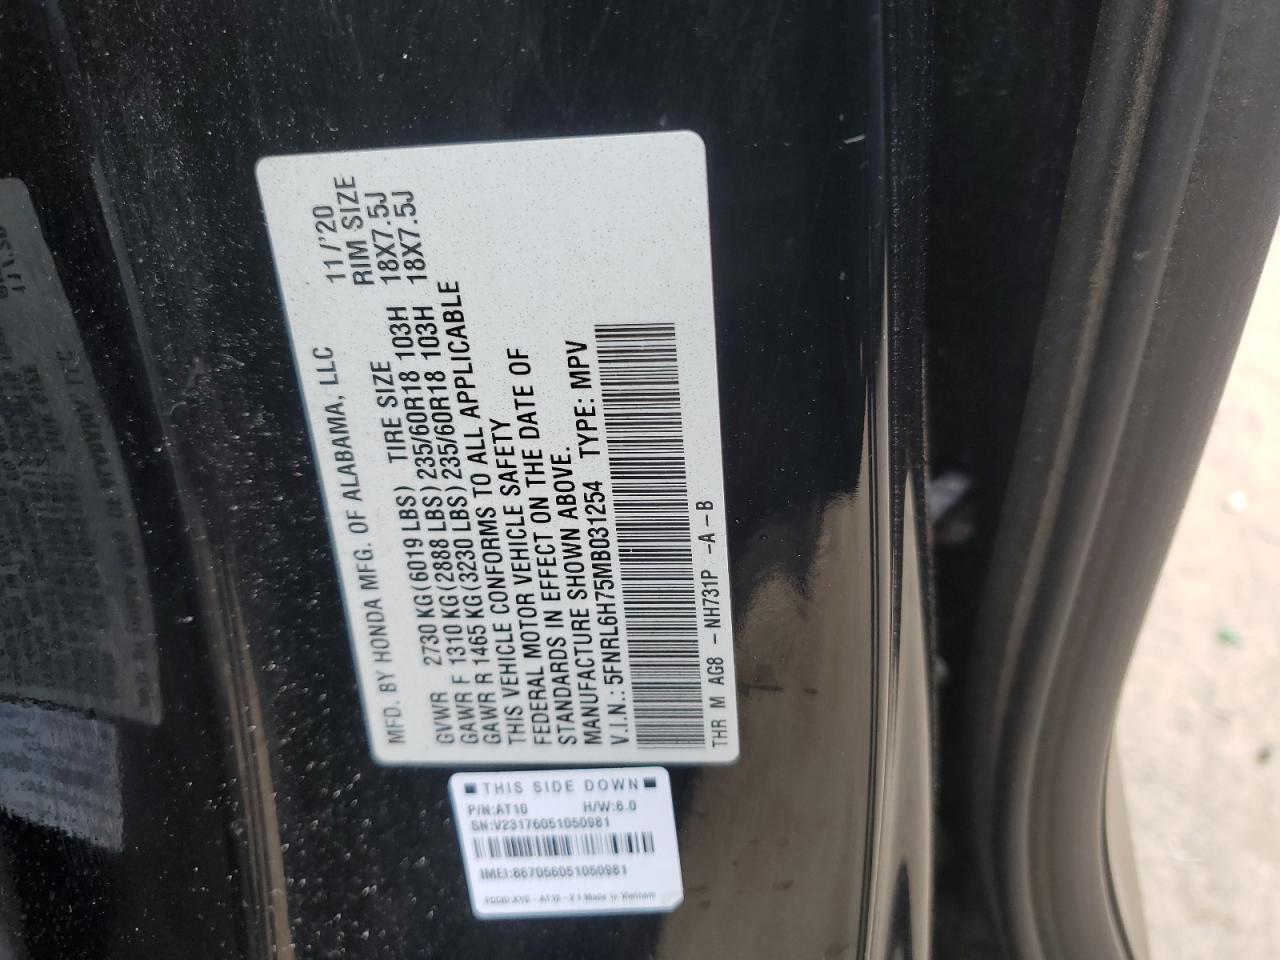 MFD. BY HONDA MFG. OF ALABAMA, LLC 11/'20
TIRE SIZE RIM SIZE
GVWR 2730 KG(6019 LBS)
GAWR F 1310 KG(2888 LBS) 235/60R18 103H 18X7.5J
GAWR R 1465 KG(3230 LBS) 235/60R18 103H 18X7.5J
THIS VEHICLE CONFORMS TO ALL APPLICABLE
FEDERAL MOTOR VEHICLE SAFETY
STANDARDS IN EFFECT ON THE DATE OF
MANUFACTURE SHOWN ABOVE.
V.I.N.: 5FNRL6H75MB031254 TYPE: MPV
THR M AG8 - NH731P -A-B
THIS SIDE DOWN
P/N:AT10 H/W:6.0
SN:V23176051050981
IMEI:867056051050981
Made in Vietnam